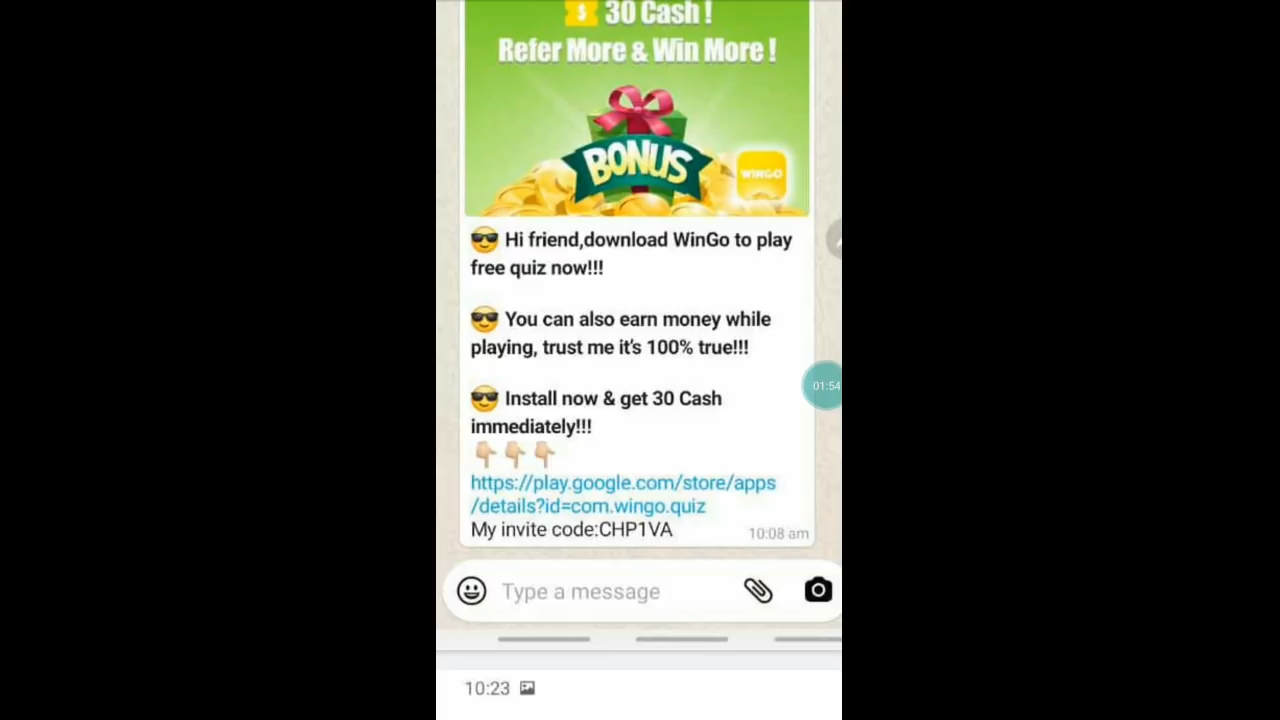 $ 30 Cash !
Refer More & Win More !
BONUS
WINGO
😎 Hi friend,download WinGo to play
free quiz now!!!
😎 You can also earn money while
playing, trust me it's 100% true!!!
01:54
😎 Install now & get 30 Cash
immediately!!!
👇🏼👇🏼👇🏼
https://play.google.com/store/apps
/details?id=com.wingo.quiz
My invite code:CHP1VA
10:08 am
Type a message
10:23